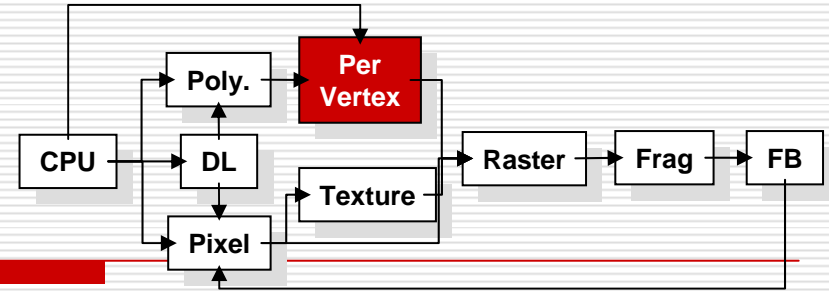 Per
Vertex
Poly.
CPU
DL
Raster
Frag
FB
Texture
Pixel